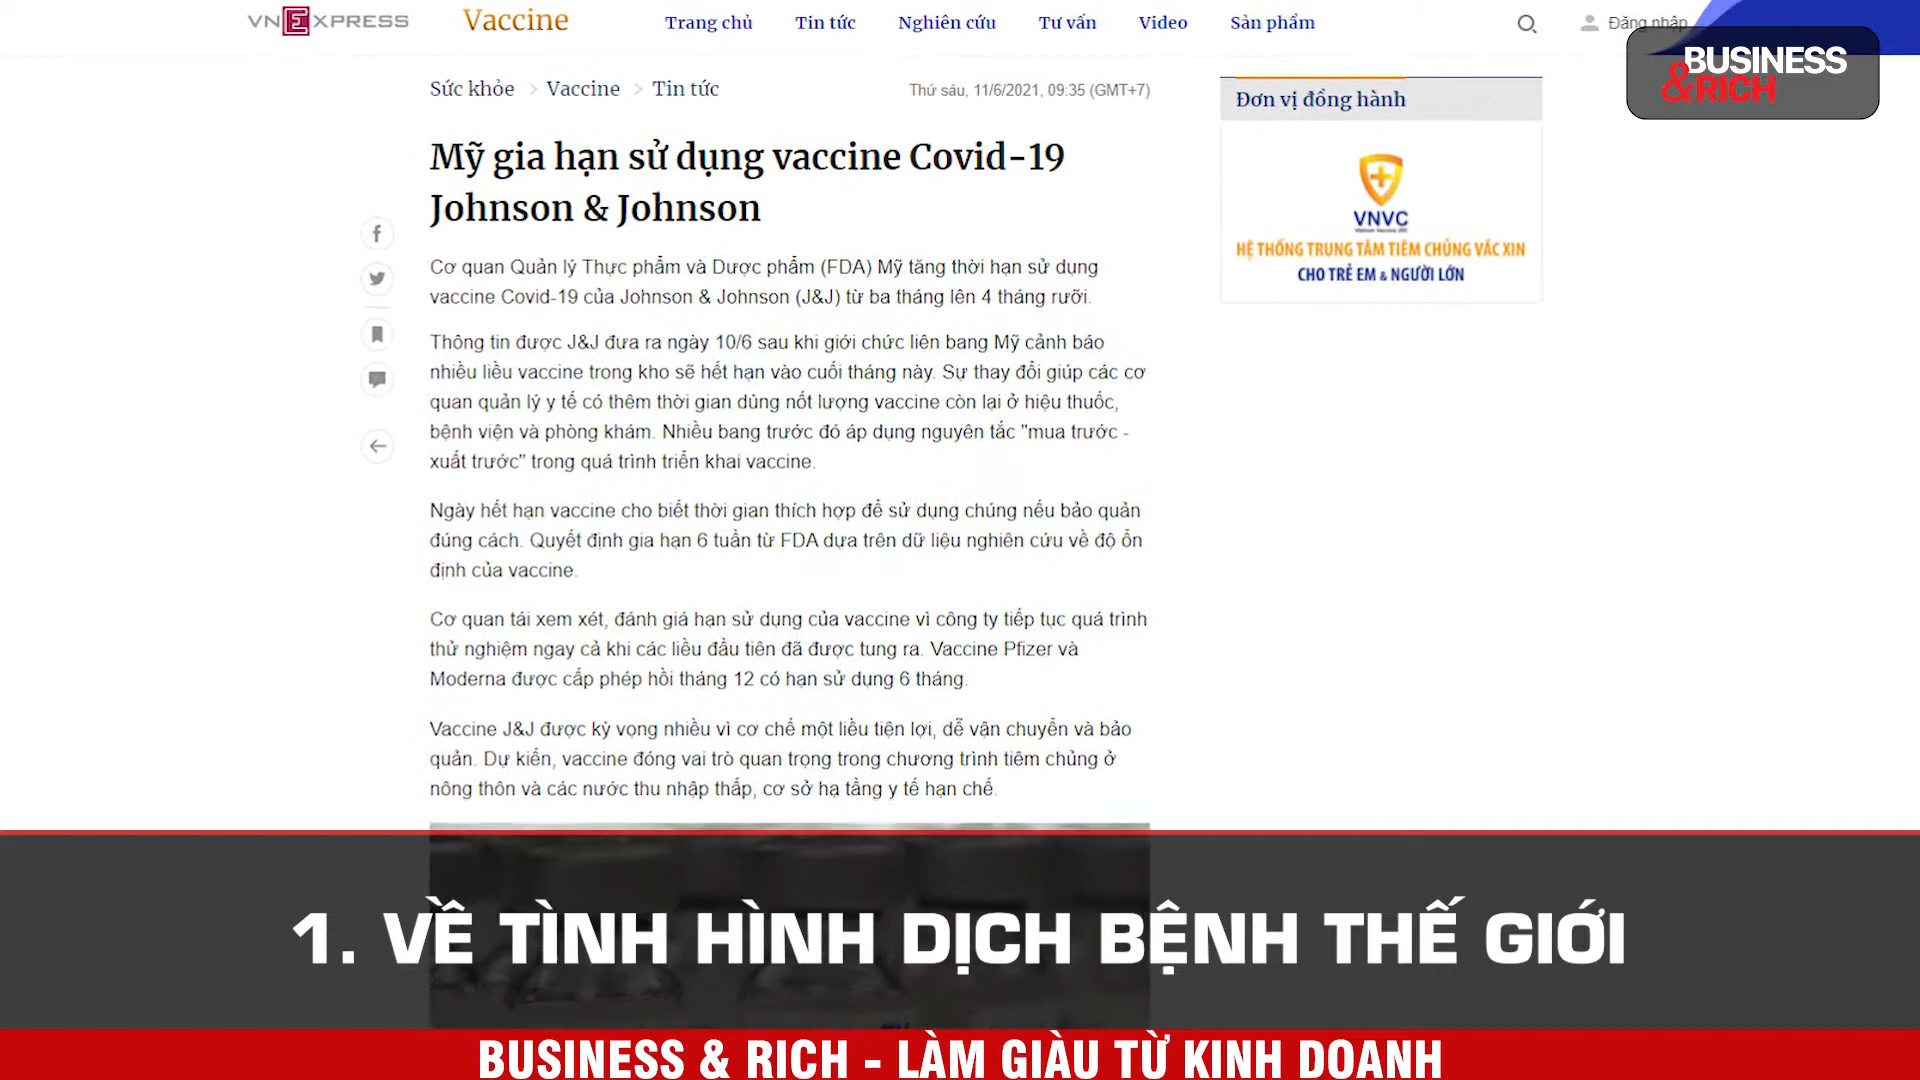 VNEXPRESS Vaccine Trang chủ Tin tức Nghiên cứu Tư vấn Video Sản phẩm Đăng nhập
BUSINESS
&RICH
Sức khỏe > Vaccine > Tin tức
Thứ sáu, 11/6/2021, 09:35 (GMT+7)
Mỹ gia hạn sử dụng vaccine Covid-19
Johnson & Johnson
Cơ quan Quản lý Thực phẩm và Dược phẩm (FDA) Mỹ tăng thời hạn sử dụng
vaccine Covid-19 của Johnson & Johnson (J&J) từ ba tháng lên 4 tháng rưỡi.
Thông tin được J&J đưa ra ngày 10/6 sau khi giới chức liên bang Mỹ cảnh báo
nhiều liều vaccine trong kho sẽ hết hạn vào cuối tháng này. Sự thay đổi giúp các cơ
quan quản lý y tế có thêm thời gian dùng nốt lượng vaccine còn lại ở hiệu thuốc,
bệnh viện và phòng khám. Nhiều bang trước đó áp dụng nguyên tắc "mua trước -
xuất trước" trong quá trình triển khai vaccine.
Ngày hết hạn vaccine cho biết thời gian thích hợp để sử dụng chúng nếu bảo quản
đúng cách. Quyết định gia hạn 6 tuần từ FDA dựa trên dữ liệu nghiên cứu về độ ổn
định của vaccine.
Cơ quan tái xem xét, đánh giá hạn sử dụng của vaccine vì công ty tiếp tục quá trình
thử nghiệm ngay cả khi các liều đầu tiên đã được tung ra. Vaccine Pfizer và
Moderna được cấp phép hồi tháng 12 có hạn sử dụng 6 tháng.
Vaccine J&J được kỳ vọng nhiều vì cơ chế một liều tiện lợi, dễ vận chuyển và bảo
quản. Dự kiến, vaccine đóng vai trò quan trọng trong chương trình tiêm chủng ở
nông thôn và các nước thu nhập thấp, cơ sở hạ tầng y tế hạn chế.
Đơn vị đồng hành
VNVC
HỆ THỐNG TRUNG TÂM TIÊM CHỦNG VẮC XIN
CHO TRẺ EM & NGƯỜI LỚN
1. VỀ TÌNH HÌNH DỊCH BỆNH THẾ GIỚI
BUSINESS & RICH - LÀM GIÀU TỪ KINH DOANH